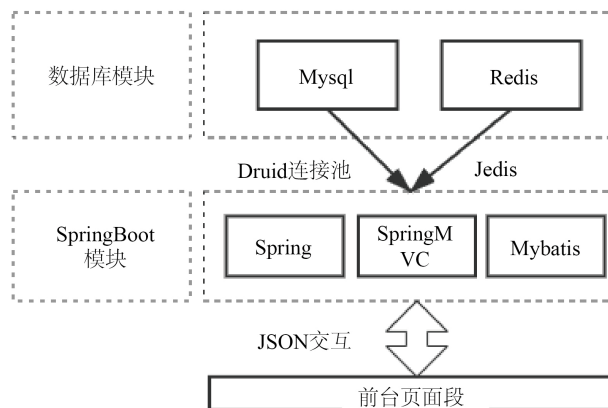 数据库模块
Mysql
Redis
Druid连接池
Jedis
SpringBoot
模块
Spring
SpringM
VC
Mybatis
JSON交互
前台页面段